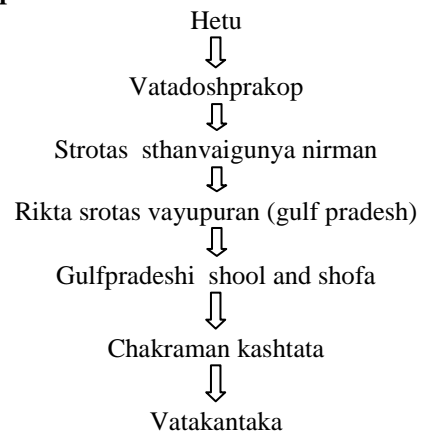 Hetu
Vatadoshprakop
Strotas sthanvaigunya nirman
Rikta srotas vayupuran (gulf pradesh)
Gulfpradeshi shool and shofa
Chakraman kashtata
Vatakantaka